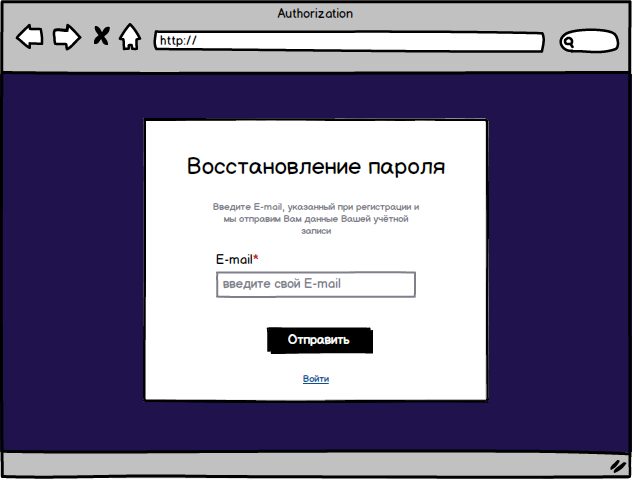 Authorization
http://
Восстановление пароля
Введите E-mail, указанный при регистрации и
мы отправим Вам данные Вашей учётной
записи
E-mail*
введите свой E-mail
Отправить
Войти